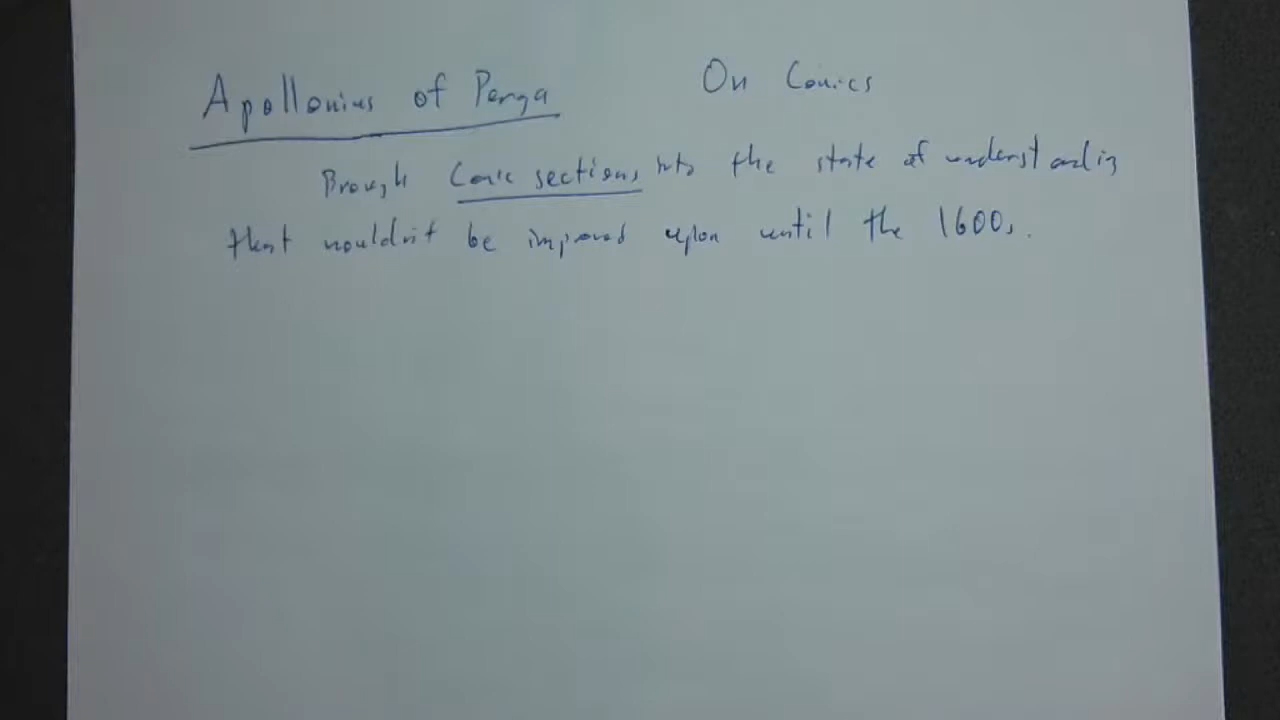 Apollonius of Perga On Conics
Brough Conic sections into the state of understanding
that wouldn't be improved upon until the 1600s.